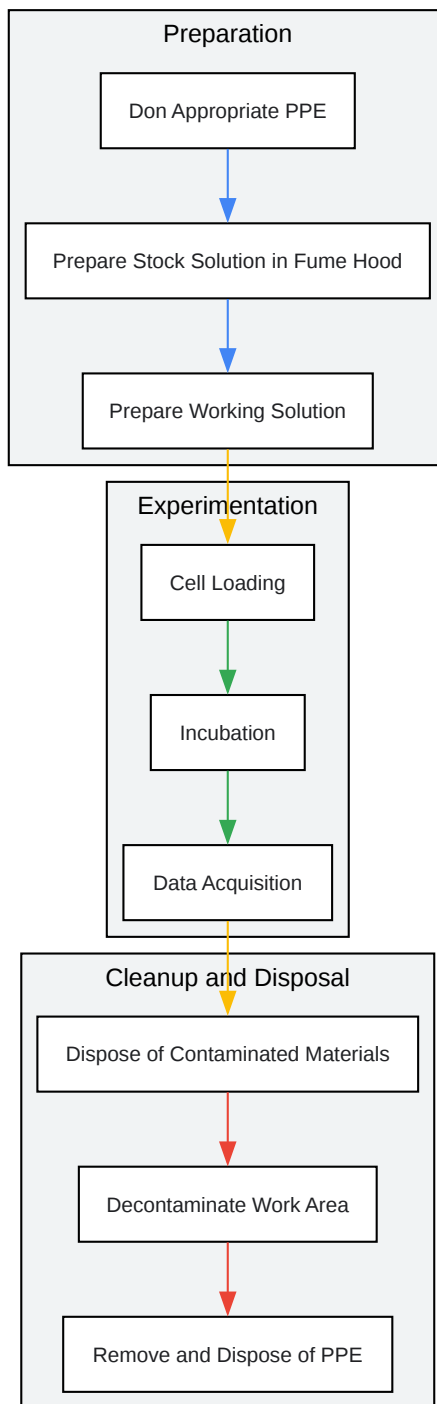 Preparation
Don Appropriate PPE
Prepare Stock Solution in Fume Hood
Prepare Working Solution
Experimentation
Cell Loading
Incubation
Data Acquisition
Cleanup and Disposal
Dispose of Contaminated Materials
Decontaminate Work Area
Remove and Dispose of PPE